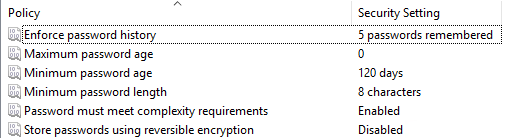 Policy Security Setting
Enforce password history 5 passwords remembered
Maximum password age 0
Minimum password age 120 days
Minimum password length 8 characters
Password must meet complexity requirements Enabled
Store passwords using reversible encryption Disabled